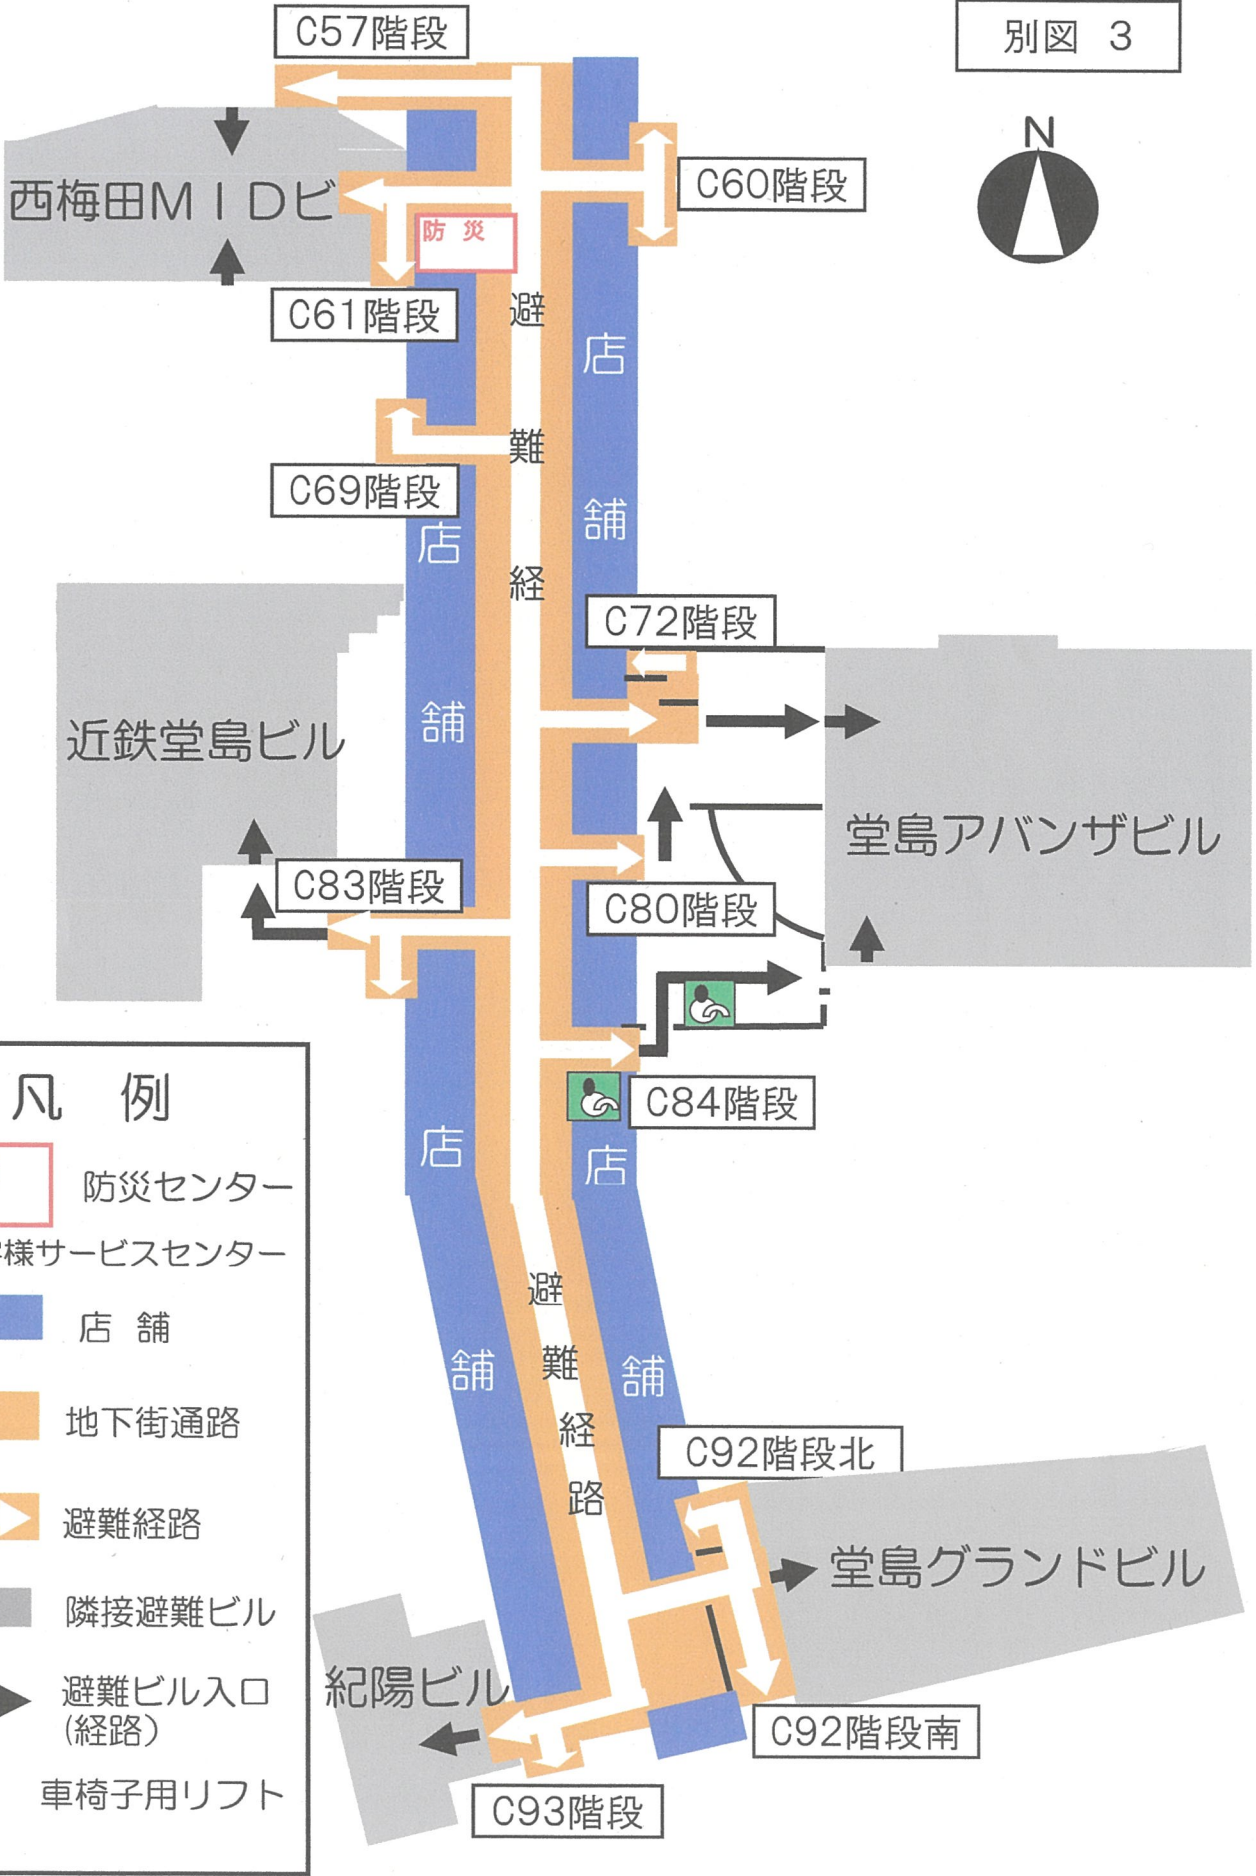 C57階段
別図 3
N
C60階段
西梅田MIDビ
防 災
C61階段
避
難
経
店
舗
C69階段
店
舗
C72階段
近鉄堂島ビル
堂島アバンザビル
C83階段
C80階段
C84階段
店
舗
店
舗
避
難
経
路
C92階段北
堂島グランドビル
紀陽ビル
C92階段南
C93階段
凡 例
防災センター
様サービスセンター
店 舗
地下街通路
避難経路
隣接避難ビル
避難ビル入口
(経路)
車椅子用リフト